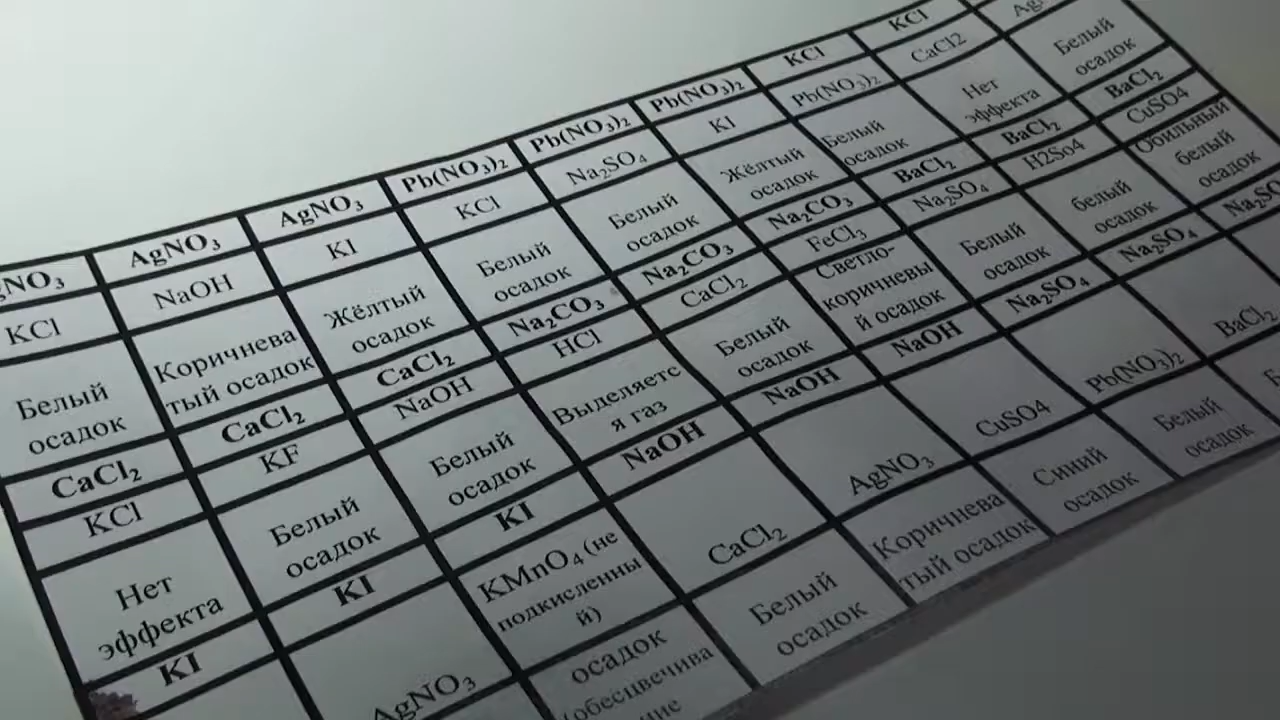 gNO₃
AgNO₃
AgNO₃
Pb(NO₃)₂
Pb(NO₃)₂
Pb(NO₃)₂
KCl
KCl
KCl
NaOH
KI
KCl
Na₂SO₄
KI
Pb(NO₃)₂
CaCl2
Ag
Белый
осадок
Коричнева
тый осадок
Жёлтый
осадок
Белый
осадок
Белый
осадок
Жёлтый
осадок
Белый
осадок
Нет
эффекта
Белый
осадок
CaCl₂
CaCl₂
CaCl₂
Na₂CO₃
Na₂CO₃
Na₂CO₃
BaCl₂
BaCl₂
BaCl₂
KCl
KF
NaOH
HCl
CaCl₂
FeCl₃
Na₂SO₄
H2So4
CuSO4
Нет
эффекта
Белый
осадок
Белый
осадок
Выделяетс
я газ
Белый
осадок
Светло-
коричневы
й осадок
Белый
осадок
белый
осадок
Обильный
белый
осадок
KI
KI
KI
NaOH
NaOH
NaOH
Na₂SO₄
Na₂SO₄
Na₂SO
AgNO₃
KMnO₄ (не
подкисленны
й)
CaCl₂
AgNO₃
CuSO4
Pb(NO₃)₂
BaCl₂
осадок
(обесцвечива
ние
Белый
осадок
Коричнева
тый осадок
Синий
осадок
Белый
осадок